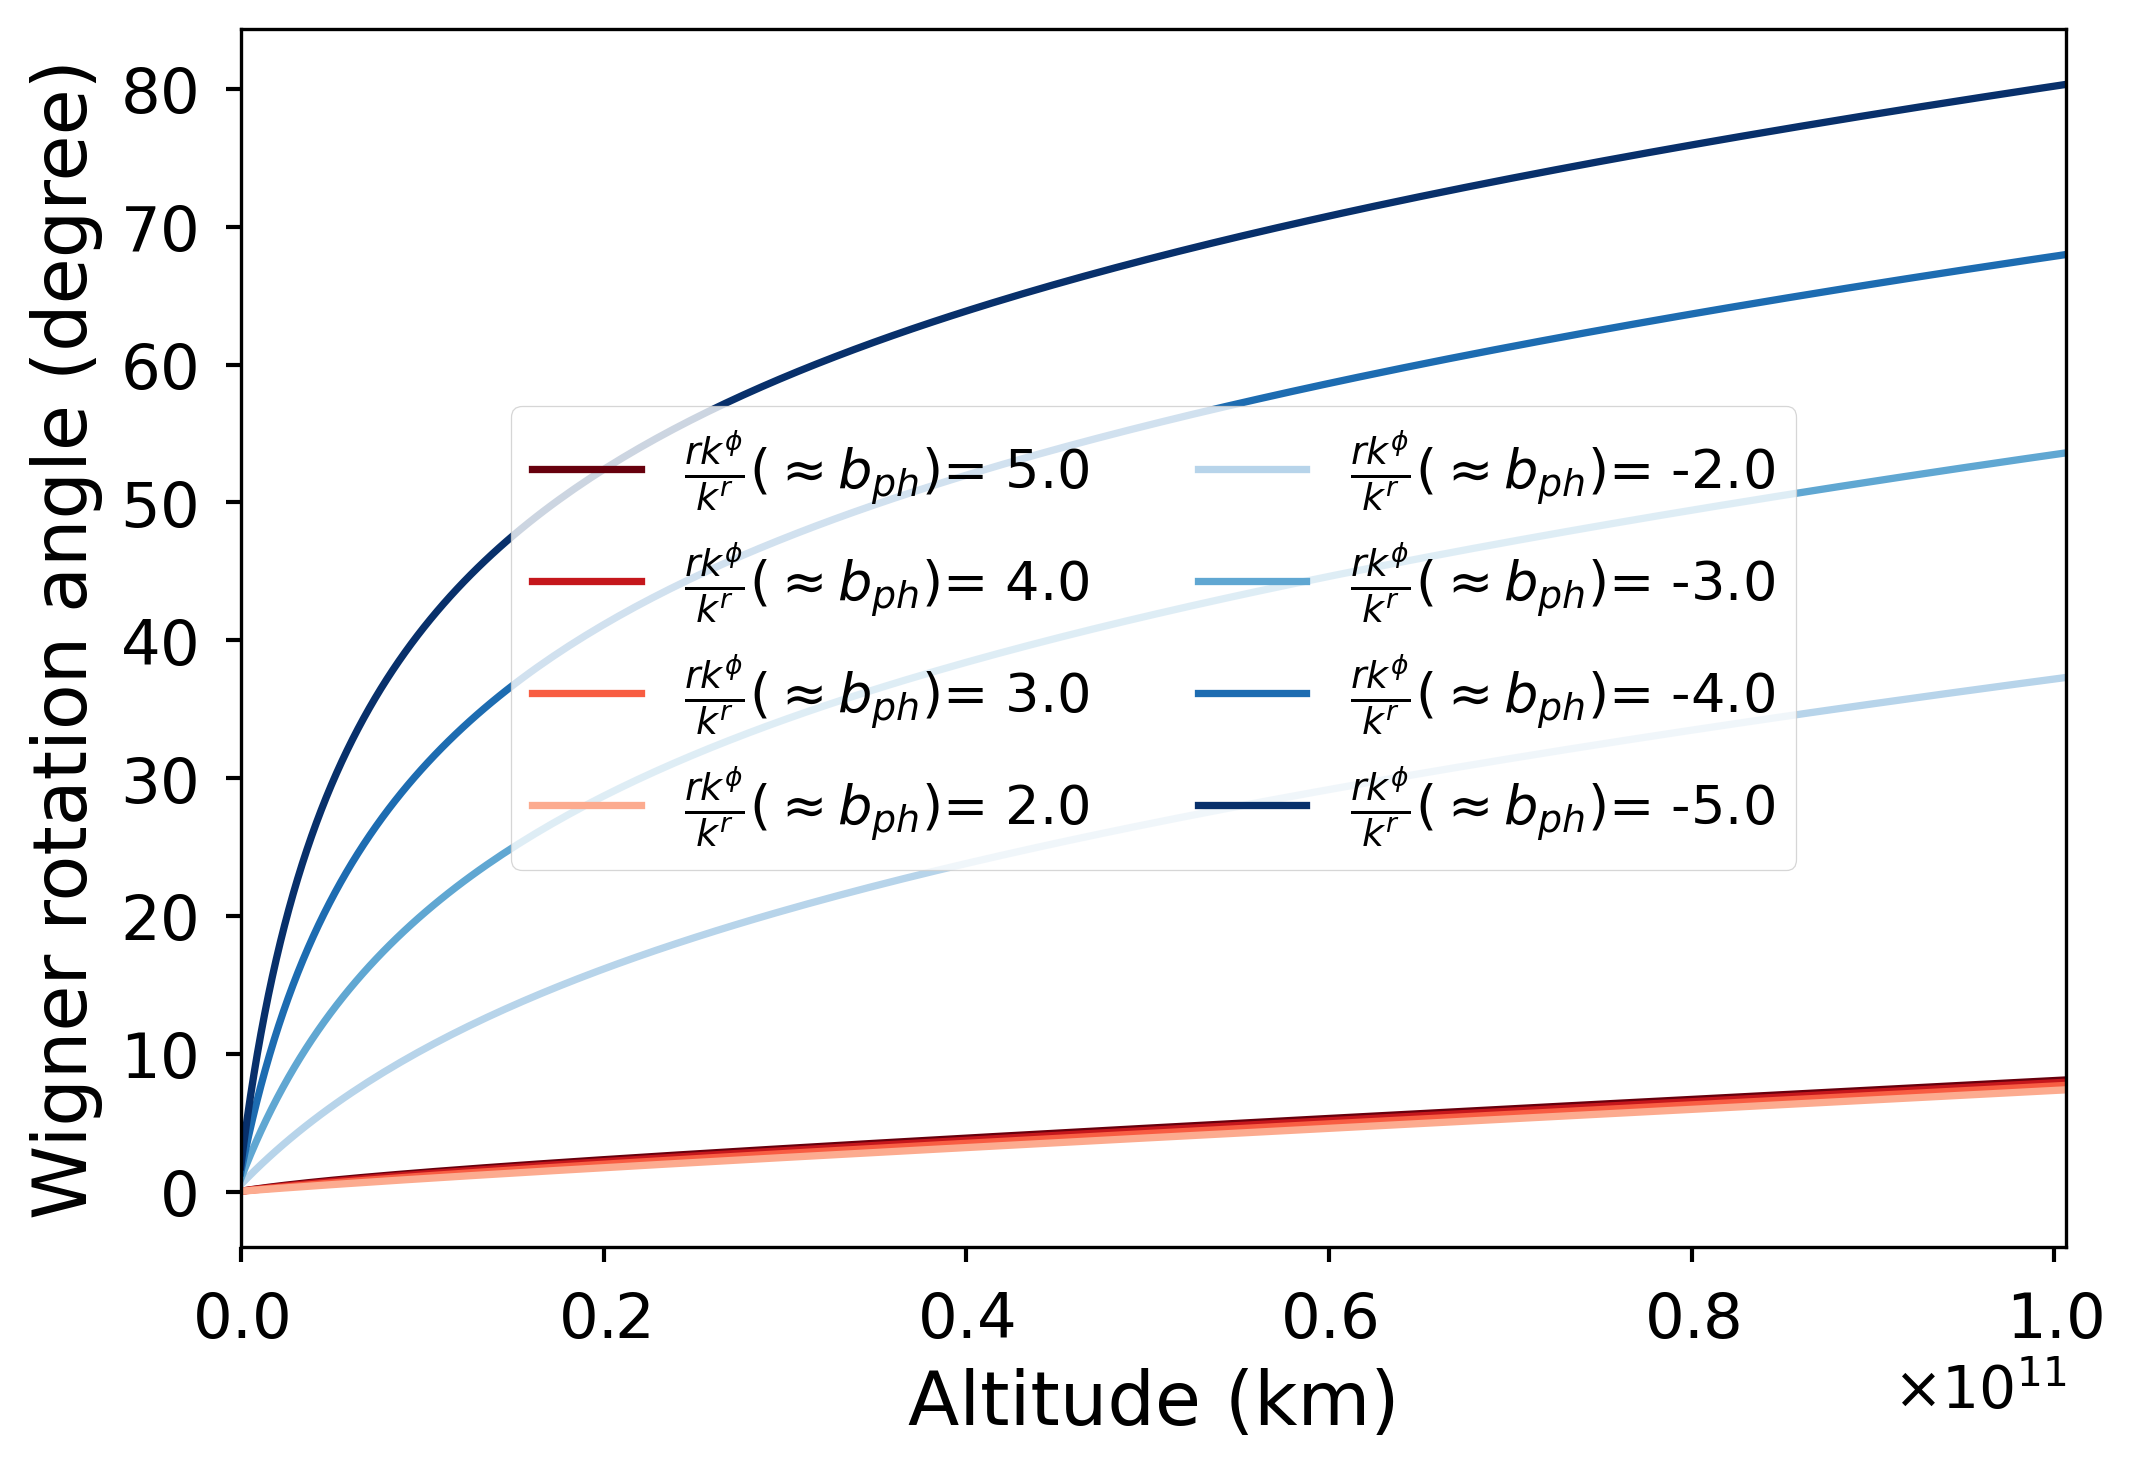 Wigner rotation angle (degree)
80
70
60
50
40
30
20
10
0
rk^ϕ/k^r (≈ b_ph)= 5.0
rk^ϕ/k^r (≈ b_ph)= 4.0
rk^ϕ/k^r (≈ b_ph)= 3.0
rk^ϕ/k^r (≈ b_ph)= 2.0
rk^ϕ/k^r (≈ b_ph)= -2.0
rk^ϕ/k^r (≈ b_ph)= -3.0
rk^ϕ/k^r (≈ b_ph)= -4.0
rk^ϕ/k^r (≈ b_ph)= -5.0
0.0 0.2 0.4 0.6 0.8 1.0
×10^11
Altitude (km)